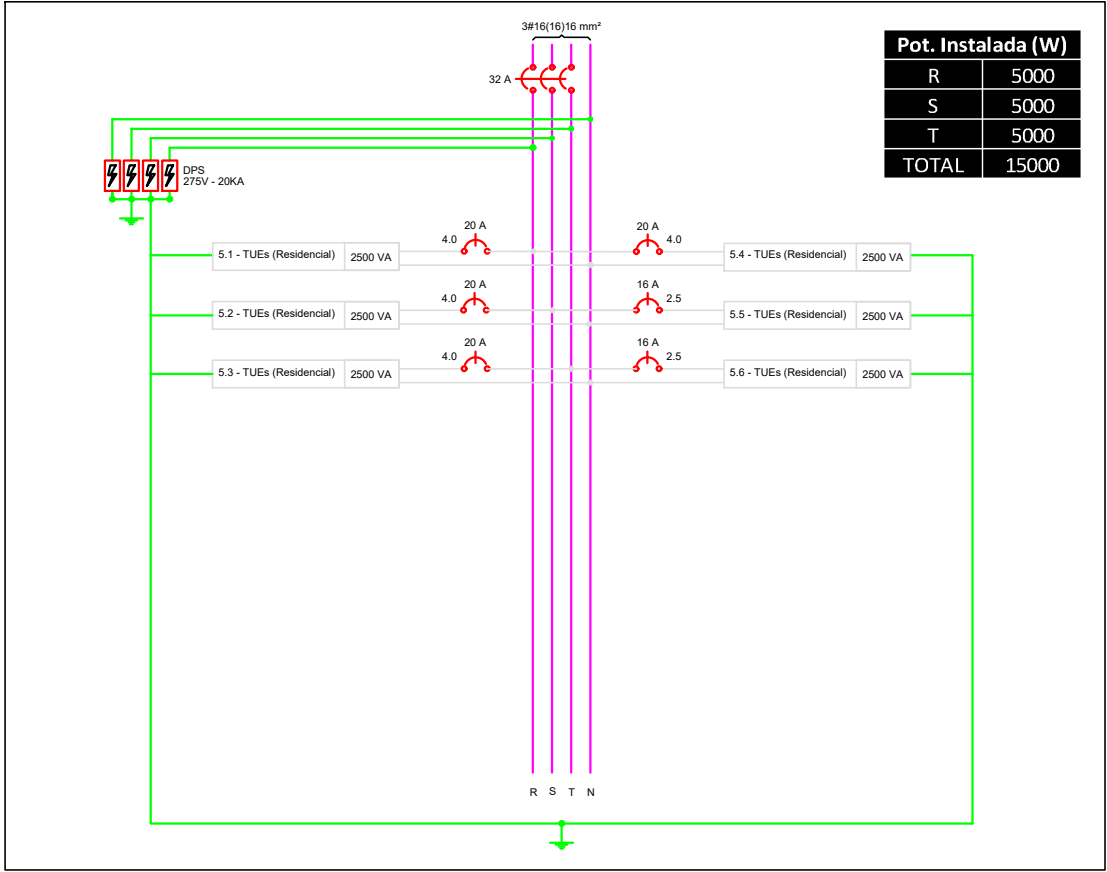 3#16(16)16 mm²
32 A
Pot. Instalada (W)
R 5000
S 5000
T 5000
TOTAL 15000
DPS
275V - 20KA
20 A
4.0
5.1 - TUEs (Residencial) 2500 VA
20 A
4.0
5.4 - TUEs (Residencial) 2500 VA
20 A
4.0
5.2 - TUEs (Residencial) 2500 VA
16 A
2.5
5.5 - TUEs (Residencial) 2500 VA
20 A
4.0
5.3 - TUEs (Residencial) 2500 VA
16 A
2.5
5.6 - TUEs (Residencial) 2500 VA
R S T N